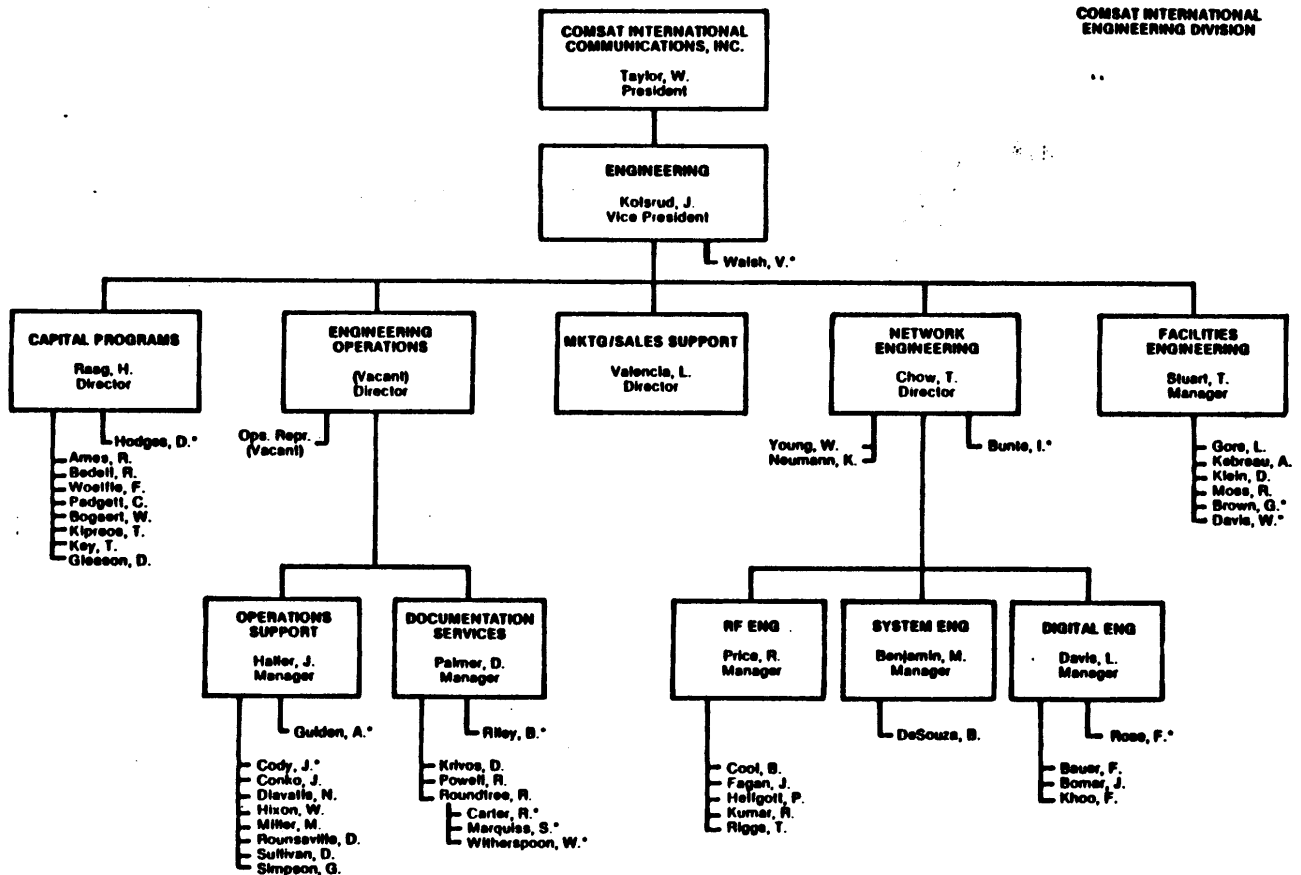 COMSAT INTERNATIONAL
ENGINEERING DIVISION
COMSAT INTERNATIONAL
COMMUNICATIONS, INC.
Taylor, W.
President
ENGINEERING
Kolsrud, J.
Vice President
Walsh, V.*
CAPITAL PROGRAMS
Raag, H.
Director
Hodges, D.*
Ames, R.
Bedell, R.
Woelfle, F.
Padgett, C.
Bogaert, W.
Kipreos, T.
Key, T.
Gleason, D.
ENGINEERING
OPERATIONS
(Vacant)
Director
Ops. Repr.
(Vacant)
MKTG/SALES SUPPORT
Valencia, L.
Director
NETWORK
ENGINEERING
Chow, T.
Director
Young, W.
Neumann, K.
Bunte, I.*
FACILITIES
ENGINEERING
Stuart, T.
Manager
Gore, L.
Kebreau, A.
Klein, D.
Moss, R.
Brown, G.*
Davis, W.*
OPERATIONS
SUPPORT
Haller, J.
Manager
Gulden, A.*
Cody, J.*
Conko, J.
Diavatis, N.
Hixon, W.
Miller, M.
Rounsaville, D.
Sullivan, D.
Simpson, G.
DOCUMENTATION
SERVICES
Palmer, D.
Manager
Riley, B.*
Krivos, D.
Powell, R.
Roundtree, R.
Carter, R.*
Marquiss, S.*
Witherspoon, W.*
RF ENG
Price, R.
Manager
Cool, B.
Fagan, J.
Helfgott, P.
Kumar, R.
Riggs, T.
SYSTEM ENG
Benjamin, M.
Manager
DeSouza, B.
DIGITAL ENG
Davis, L.
Manager
Rose, F.*
Bauer, F.
Bomar, J.
Khoo, F.